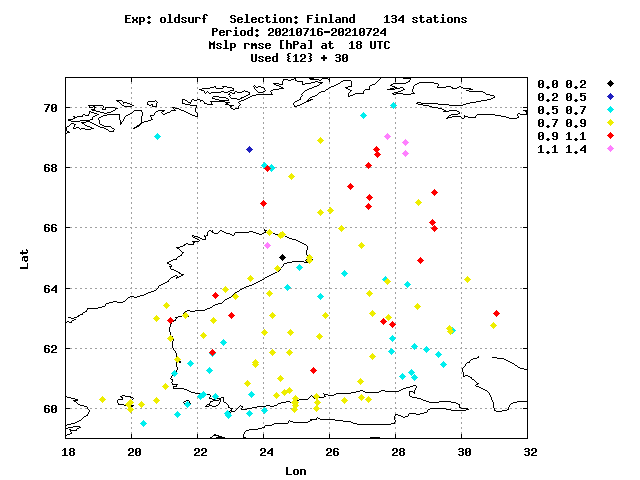 Exp: oldsurf   Selection: Finland    134 stations
Period: 20210716-20210724
Mslp rmse [hPa] at  18 UTC
Used {12} + 30
0.0 0.2
0.2 0.5
0.5 0.7
0.7 0.9
0.9 1.1
1.1 1.4
70
68
66
64
62
60
Lat
18 20 22 24 26 28 30 32
Lon